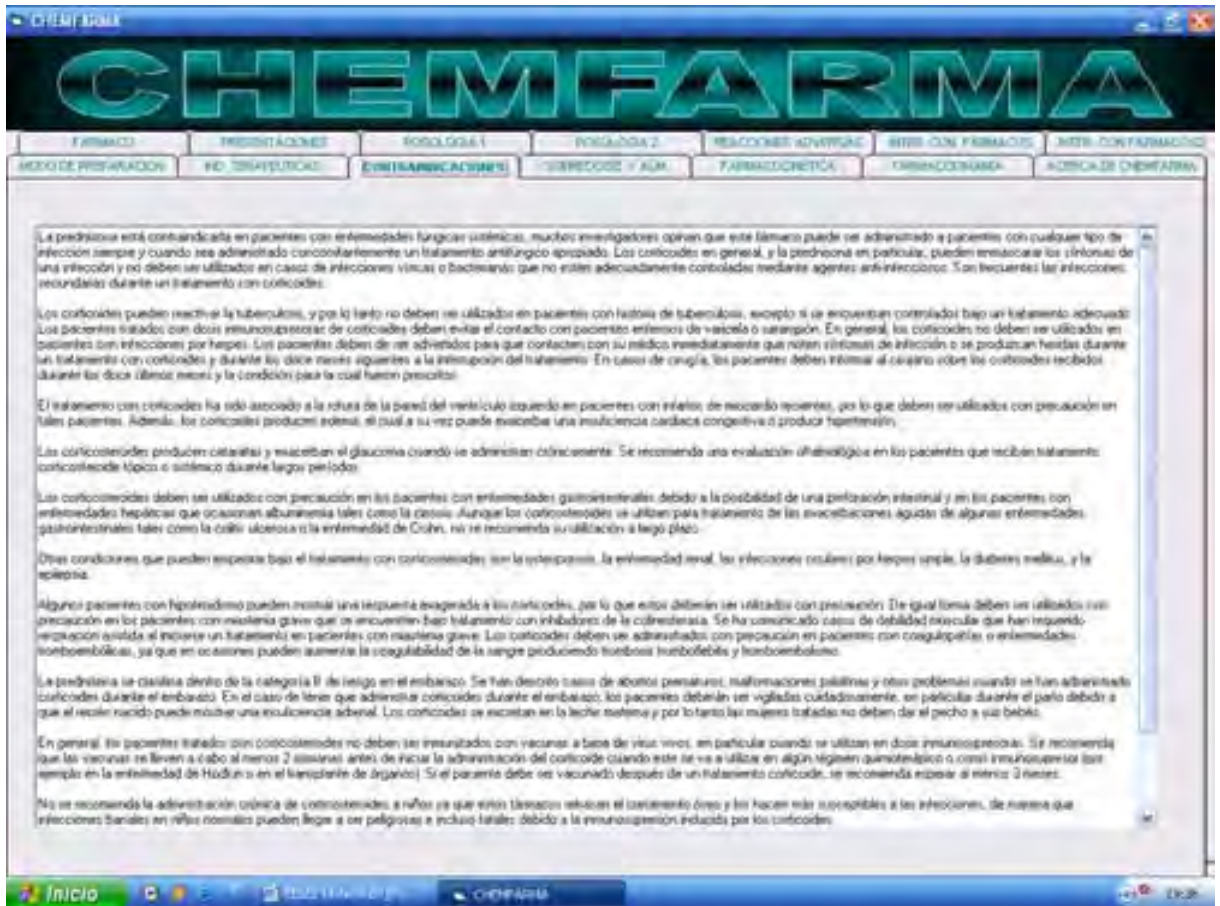 CHEMFARMA
CHEMFARMA
FARMACO PRESENTACIONES POSOLOGIA 1 POSOLOGIA 2 REACCIONES ADVERSAS INTER. CON FARMACOS INTER. CON FARMACOS2
MODO DE PREPARACION IND. TERAPEUTICAS CONTRAINDICACIONES SOBREDOSIS Y ADM. FARMACOCINETICA FARMACODINAMIA ACERCA DE CHEMFARMA
La prednisona está contraindicada en pacientes con enfermedades fúngicas sistémicas, muchos investigadores opinan que este fármaco puede ser administrado a pacientes con cualquier tipo de
infección siempre y cuando sea administrado concomitantemente un tratamiento antifúngico apropiado. Los corticoides en general, y la prednisona en particular, pueden enmascarar los síntomas de
una infección y no deben ser utilizados en casos de infecciones víricas o bacterianas que no estén adecuadamente controladas mediante agentes anti-infecciosos. Son frecuentes las infecciones
secundarias durante un tratamiento con corticoides.
Los corticoides pueden reactivar la tuberculosis, y por lo tanto no deben ser utilizados en pacientes con historia de tuberculosis, excepto si se encuentran controlados bajo un tratamiento adecuado
Los pacientes tratados con dosis inmunosupresoras de corticoides deben evitar el contacto con pacientes enfermos de varicela o sarampión. En general, los corticoides no deben ser utilizados en
pacientes con infecciones por herpes. Los pacientes deben de ser advertidos para que contacten con su médico inmediatamente que noten síntomas de infección o se produzcan heridas durante
un tratamiento con corticoides y durante los doce meses siguientes a la interrupción del tratamiento. En casos de cirugía, los pacientes deben informar al cirujano sobre los corticoides recibidos
durante los doce últimos meses y la condición para la cual fueron prescritos
El tratamiento con corticoides ha sido asociado a la rotura de la pared del ventrículo izquierdo en pacientes con infartos de miocardio recientes, por lo que deben ser utilizados con precaución en
tales pacientes. Además, los corticoides producen edema, el cual a su vez puede exacerbar una insuficiencia cardiaca congestiva o producir hipertensión.
Los corticosteroides producen cataratas y exacerban el glaucoma cuando se administran crónicamente. Se recomienda una evaluación oftalmológica en los pacientes que reciban tratamiento
corticosteroide tópico o sistémico durante largos períodos
Los corticosteroides deben ser utilizados con precaución en los pacientes con enfermedades gastrointestinales debido a la posibilidad de una perforación intestinal y en los pacientes con
enfermedades hepáticas que ocasionan albuminemia tales como la cirrosis. Aunque los corticosteroides se utilizan para tratamiento de las exacerbaciones agudas de algunas enfermedades
gastrointestinales tales como la colitis ulcerosa o la enfermedad de Crohn, no se recomienda su utilización a largo plazo.
Otras condiciones que pueden empeorar bajo el tratamiento con corticosteroides son la osteoporosis, la enfermedad renal, las infecciones oculares por herpes simple, la diabetes mellitus, y la
epilepsia.
Algunos pacientes con hipotiroidismo pueden mostrar una respuesta exagerada a los corticoides, por lo que estos deberán ser utilizados con precaución. De igual forma deben ser utilizados con
precaución en los pacientes con miastenia grave que se encuentren bajo tratamiento con inhibidores de la colinesterasa. Se ha comunicado casos de debilidad muscular que han requerido
respiración asistida al iniciarse un tratamiento en pacientes con miastenia grave. Los corticoides deben ser administrados con precaución en pacientes con coagulopatías o enfermedades
tromboembólicas, ya que en ocasiones pueden aumentar la coagulabilidad de la sangre produciendo trombosis tromboflebitis y tromboembolismo.
La prednisona se clasifica dentro de la categoría B de riesgo en el embarazo. Se han descrito casos de abortos prematuros, malformaciones palatinas y otros problemas cuando se han administrado
corticoides durante el embarazo. En el caso de tener que administrar corticoides durante el embarazo, los pacientes deberán ser vigiladas cuidadosamente, en particular durante el parto debido a
que el recién nacido puede mostrar una insuficiencia adrenal. Los corticoides se excretan en la leche materna y por lo tanto las mujeres tratadas no deben dar el pecho a sus bebés.
En general, los pacientes tratados con corticosteroides no deben ser inmunizados con vacunas a base de virus vivos, en particular cuando se utilizan en dosis inmunosupresoras. Se recomienda
que las vacunas se lleven a cabo al menos 2 semanas antes de iniciar la administración del corticoide cuando este se va a utilizar en algún régimen quimioterápico o como inmunosupresor (por
ejemplo en la enfermedad de Hodkin o en el transplante de órganos). Si el paciente debe ser vacunado después de un tratamiento corticoide, se recomienda esperar al menos 3 meses.
No se recomienda la administración crónica de corticosteroides a niños ya que estos fármacos retrasan el crecimiento óseo y los hacen más susceptibles a las infecciones, de manera que
infecciones banales en niños normales pueden llegar a ser peligrosas e incluso fatales debido a la inmunosupresión inducida por los corticoides.
Inicio CHEMFARMA